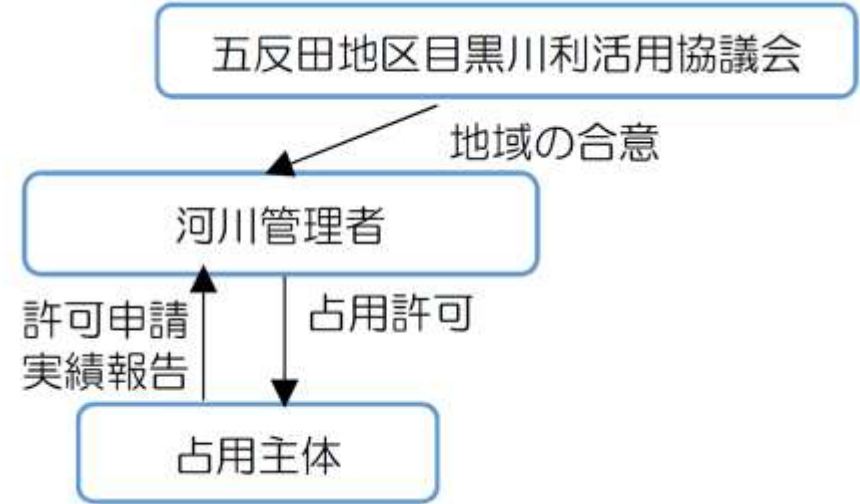 五反田地区目黒川利活用協議会
地域の合意
河川管理者
許可申請
実績報告
占用許可
占用主体